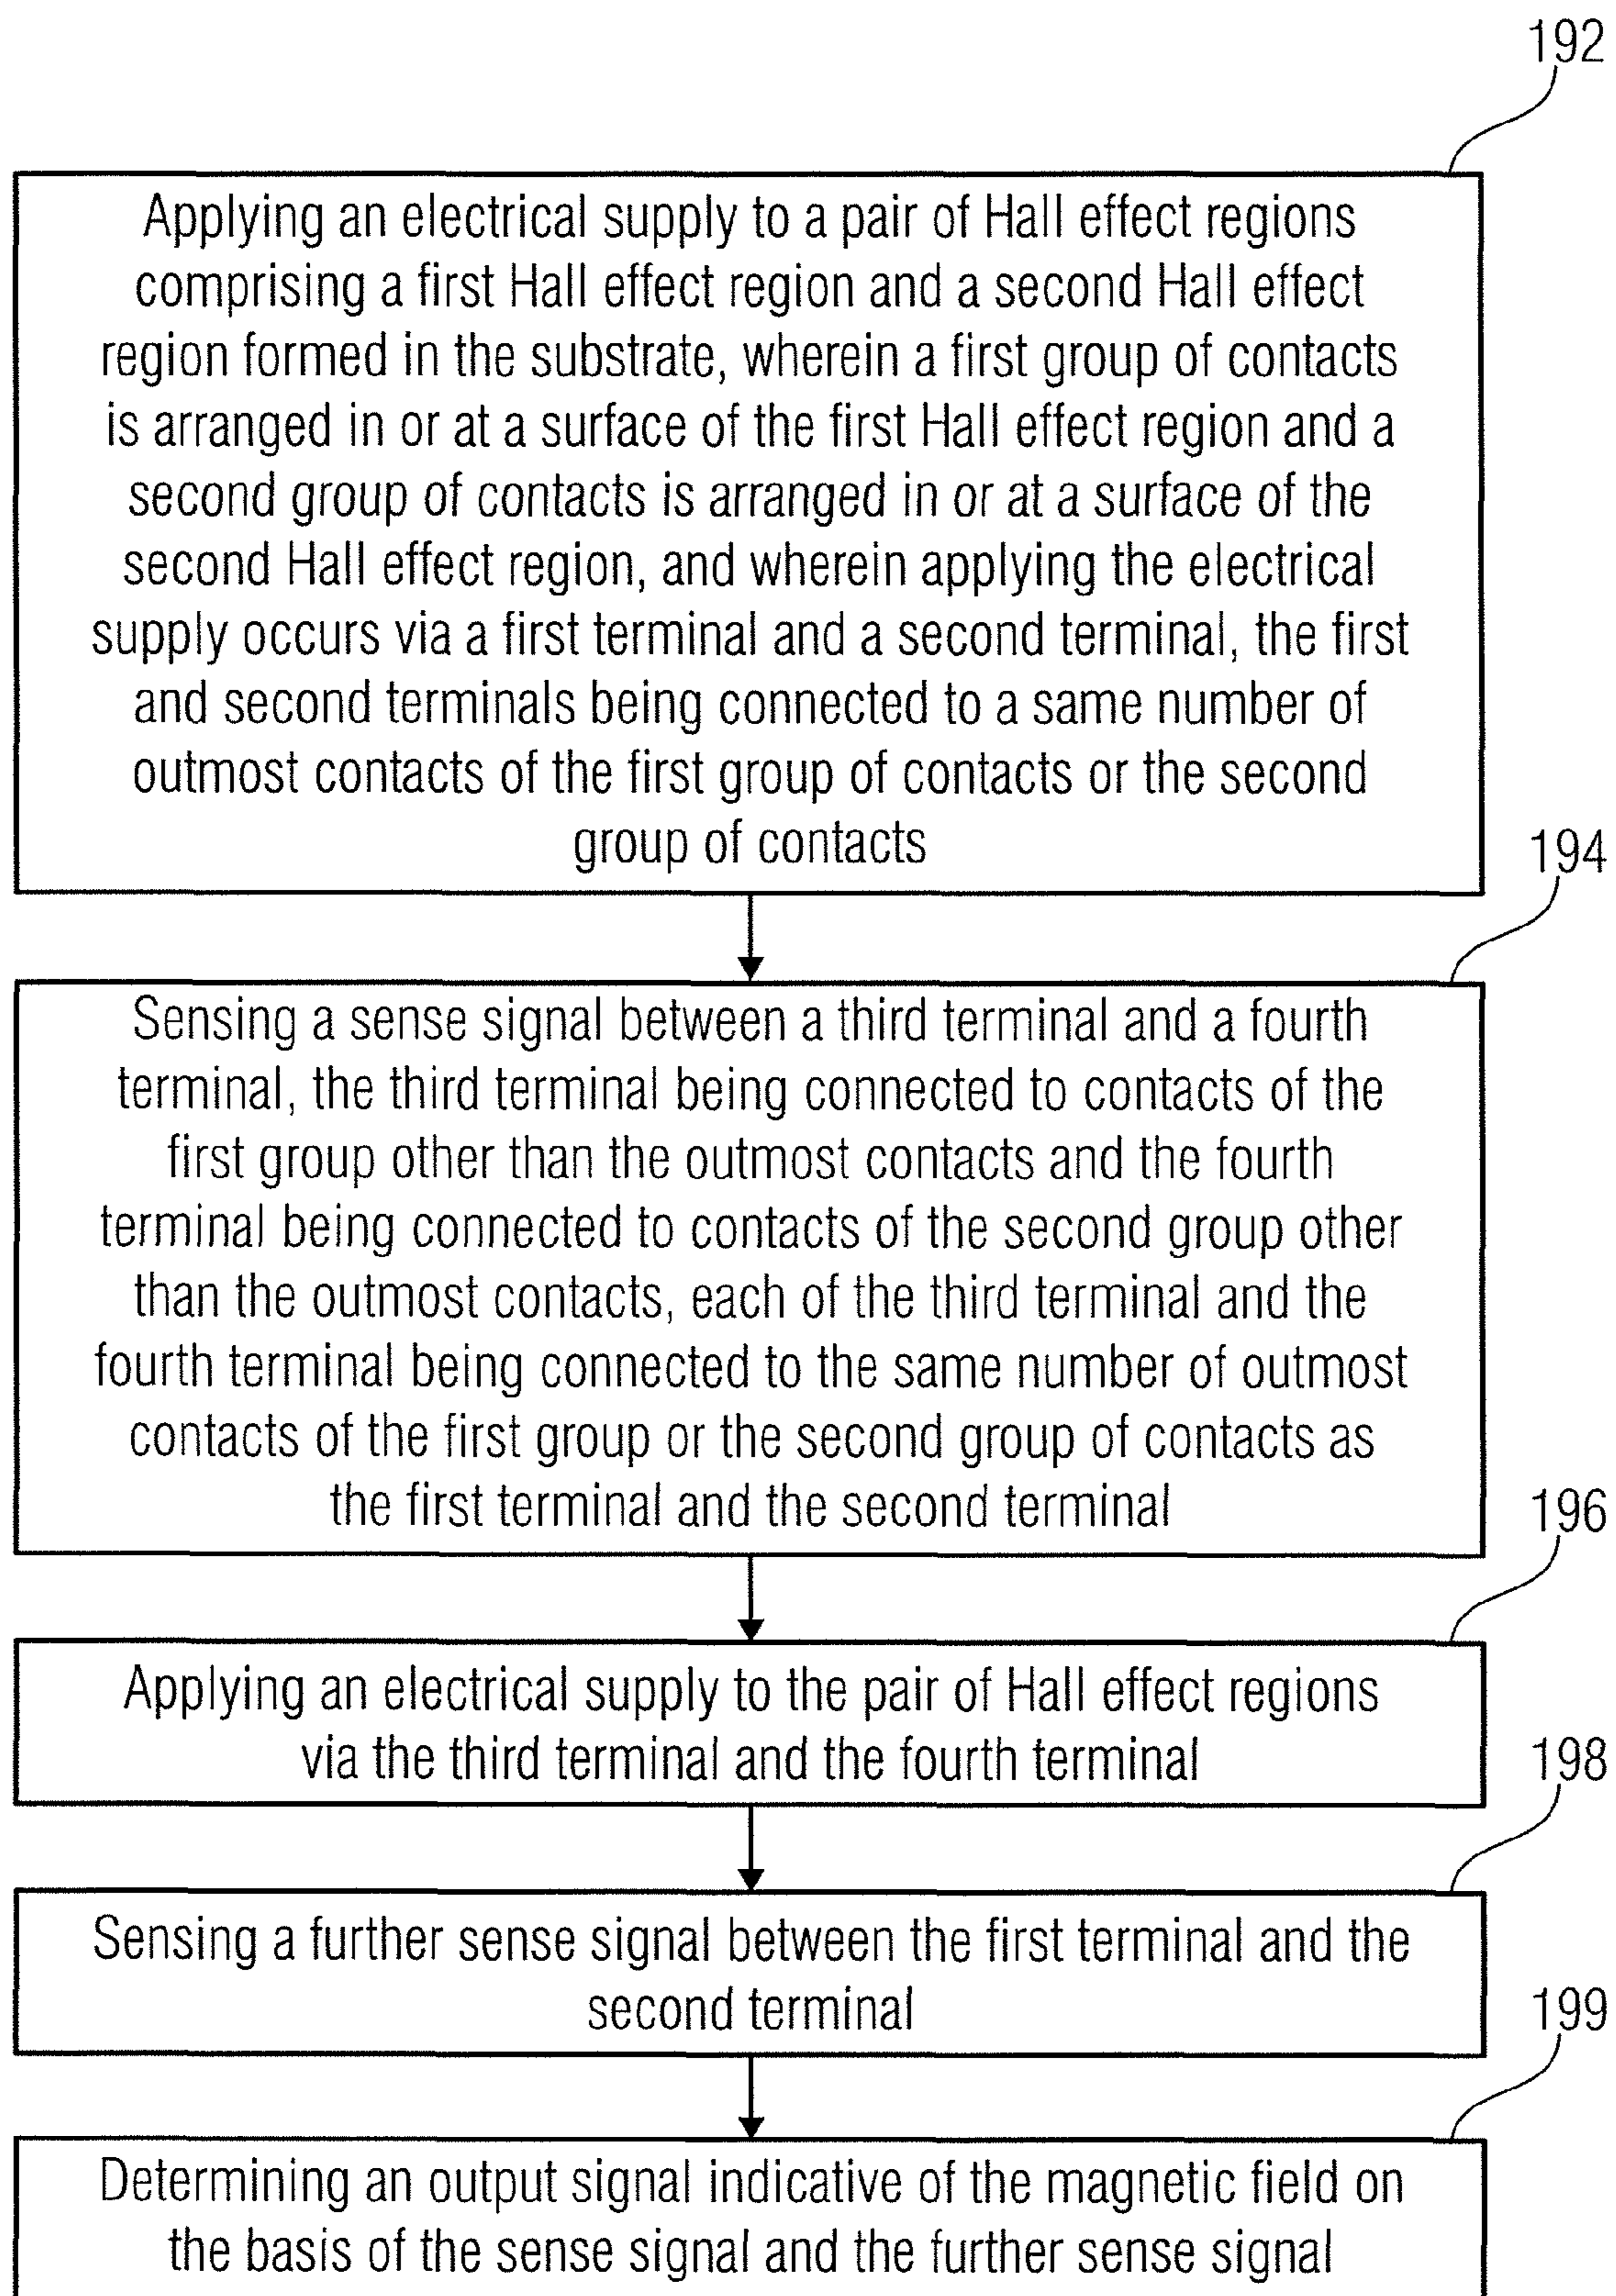 192
Applying an electrical supply to a pair of Hall effect regions
comprising a first Hall effect region and a second Hall effect
region formed in the substrate, wherein a first group of contacts
is arranged in or at a surface of the first Hall effect region and a
second group of contacts is arranged in or at a surface of the
second Hall effect region, and wherein applying the electrical
supply occurs via a first terminal and a second terminal, the first
and second terminals being connected to a same number of
outmost contacts of the first group of contacts or the second
group of contacts
194
Sensing a sense signal between a third terminal and a fourth
terminal, the third terminal being connected to contacts of the
first group other than the outmost contacts and the fourth
terminal being connected to contacts of the second group other
than the outmost contacts, each of the third terminal and the
fourth terminal being connected to the same number of outmost
contacts of the first group or the second group of contacts as
the first terminal and the second terminal
196
Applying an electrical supply to the pair of Hall effect regions
via the third terminal and the fourth terminal
198
Sensing a further sense signal between the first terminal and the
second terminal
199
Determining an output signal indicative of the magnetic field on
the basis of the sense signal and the further sense signal